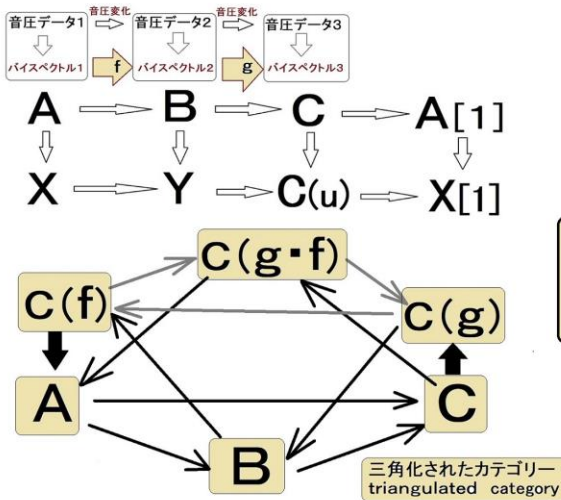 音圧データ1 音圧変化 音圧データ2 音圧変化 音圧データ3
バイスペクトル1 f バイスペクトル2 g バイスペクトル3
A B C A[1]
X Y C(u) X[1]
C(g▪f)
C(f) C(g)
A C
B
三角化されたカテゴリー
triangulated category